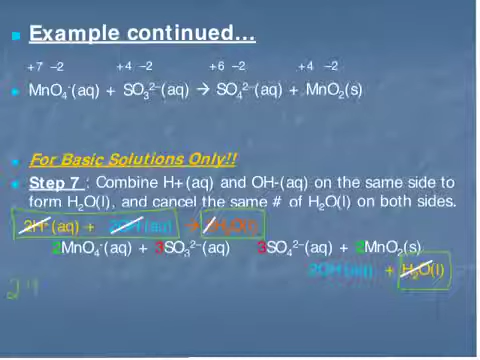 Example continued…
+7 –2 +4 –2 +6 –2 +4 –2
MnO₄⁻(aq) + SO₃²⁻(aq) → SO₄²⁻(aq) + MnO₂(s)
For Basic Solutions Only!!
Step 7 : Combine H+(aq) and OH-(aq) on the same side to
form H₂O(l), and cancel the same # of H₂O(l) on both sides.
2H⁺(aq) + 2OH⁻(aq) → H₂O(l)
2MnO₄⁻(aq) + 3SO₃²⁻(aq) 3SO₄²⁻(aq) + 2MnO₂(s)
2OH⁻(aq) + H₂O(l)